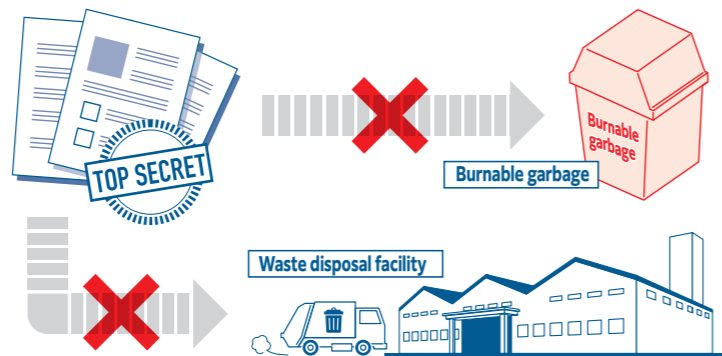 TOP SECRET
Burnable
garbage
Burnable garbage
Waste disposal facility